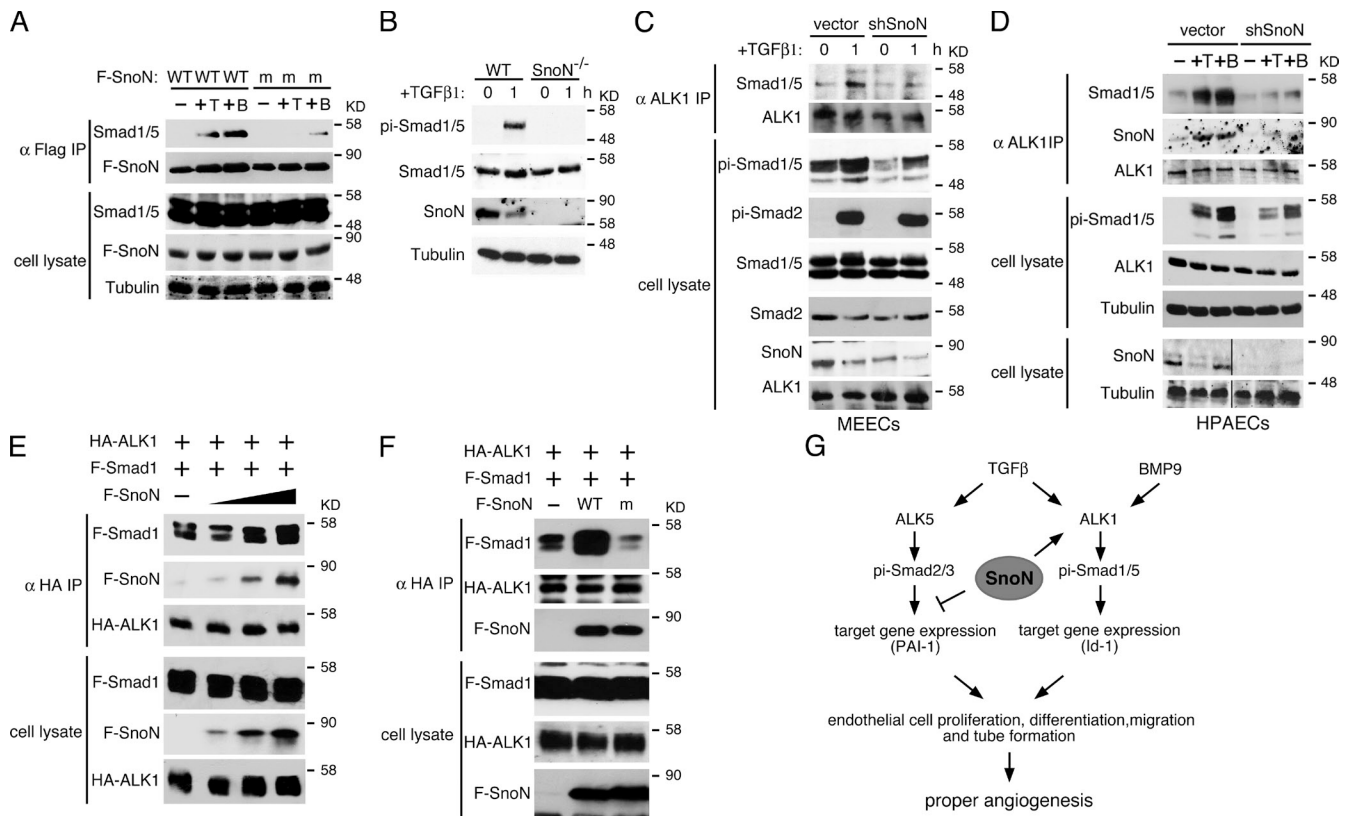 A
F-SnoN: WT WT WT m m m
− +T +B − +T +B KD
α Flag IP
Smad1/5
58
F-SnoN
90
cell lysate
Smad1/5
58
F-SnoN
90
Tubulin
48
B
WT SnoN-/-
+TGFβ1: 0 1 0 1 h KD
58
pi-Smad1/5
58
Smad1/5
48
SnoN
90
58
Tubulin
48
C
vector shSnoN
+TGFβ1: 0 1 0 1 h KD
α ALK1 IP
Smad1/5
58
48
ALK1
58
cell lysate
pi-Smad1/5
58
48
pi-Smad2
58
Smad1/5
58
48
Smad2
58
SnoN
90
ALK1
58
MEECs
D
vector shSnoN
− +T +B − +T +B KD
α ALK1IP
Smad1/5
58
SnoN
90
ALK1
58
cell lysate
pi-Smad1/5
58
ALK1
58
Tubulin
48
cell lysate
SnoN
90
Tubulin
48
HPAECs
E
HA-ALK1 + + + +
F-Smad1 + + + +
F-SnoN −
KD
α HA IP
F-Smad1
58
F-SnoN
90
HA-ALK1
58
cell lysate
F-Smad1
58
F-SnoN
90
HA-ALK1
58
F
HA-ALK1 + + +
F-Smad1 + + +
F-SnoN − WT m KD
α HA IP
F-Smad1
58
HA-ALK1
58
F-SnoN
90
cell lysate
F-Smad1
58
HA-ALK1
58
F-SnoN
90
G
TGFβ BMP9
ALK5 ALK1
pi-Smad2/3 SnoN pi-Smad1/5
target gene expression
(PAI-1)
target gene expression
(Id-1)
endothelial cell proliferation, differentiation,migration
and tube formation
proper angiogenesis